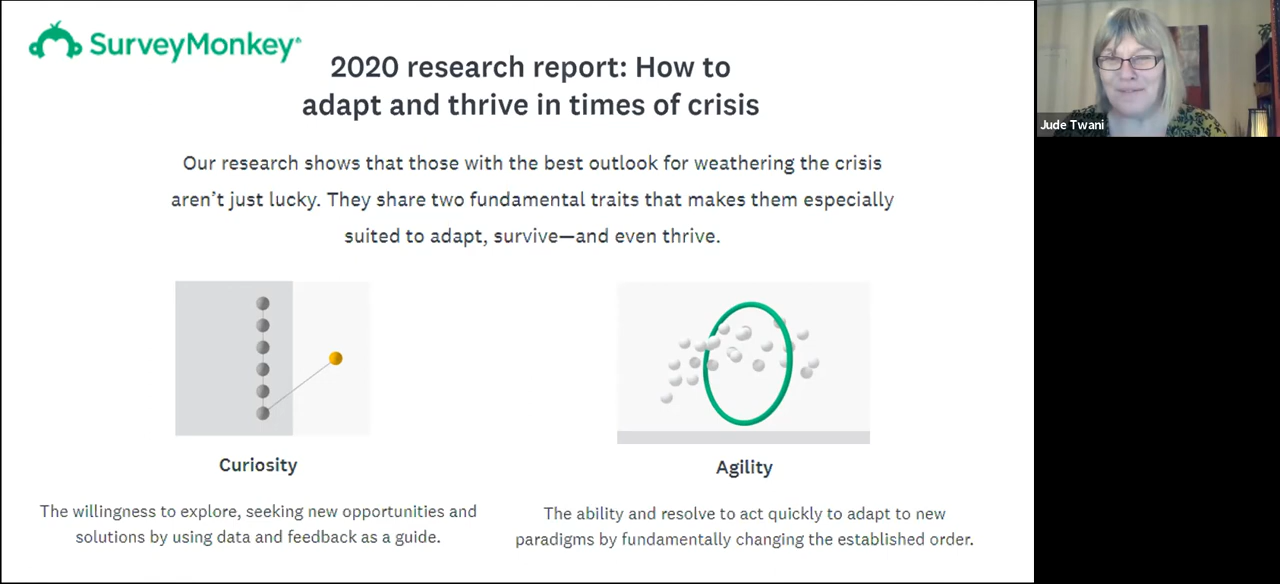 SurveyMonkey®
2020 research report: How to
adapt and thrive in times of crisis
Our research shows that those with the best outlook for weathering the crisis
aren’t just lucky. They share two fundamental traits that makes them especially
suited to adapt, survive—and even thrive.
Curiosity
The willingness to explore, seeking new opportunities and
solutions by using data and feedback as a guide.
Agility
The ability and resolve to act quickly to adapt to new
paradigms by fundamentally changing the established order.
Jude Twani